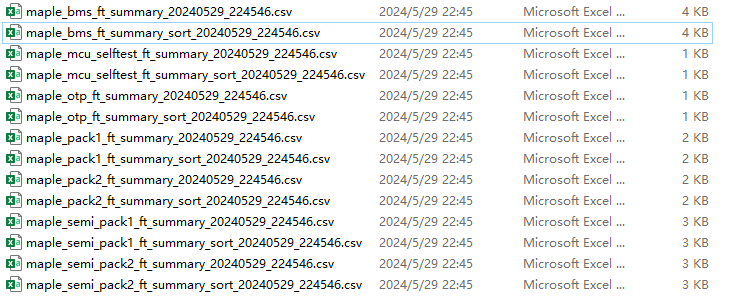 maple_bms_ft_summary_20240529_224546.csv 2024/5/29 22:45 Microsoft Excel ... 4 KB
maple_bms_ft_summary_sort_20240529_224546.csv 2024/5/29 22:45 Microsoft Excel ... 4 KB
maple_mcu_selftest_ft_summary_20240529_224546.csv 2024/5/29 22:45 Microsoft Excel ... 1 KB
maple_mcu_selftest_ft_summary_sort_20240529_224546.csv 2024/5/29 22:45 Microsoft Excel ... 1 KB
maple_otp_ft_summary_20240529_224546.csv 2024/5/29 22:45 Microsoft Excel ... 1 KB
maple_otp_ft_summary_sort_20240529_224546.csv 2024/5/29 22:45 Microsoft Excel ... 1 KB
maple_pack1_ft_summary_20240529_224546.csv 2024/5/29 22:45 Microsoft Excel ... 2 KB
maple_pack1_ft_summary_sort_20240529_224546.csv 2024/5/29 22:45 Microsoft Excel ... 2 KB
maple_pack2_ft_summary_20240529_224546.csv 2024/5/29 22:45 Microsoft Excel ... 2 KB
maple_pack2_ft_summary_sort_20240529_224546.csv 2024/5/29 22:45 Microsoft Excel ... 2 KB
maple_semi_pack1_ft_summary_20240529_224546.csv 2024/5/29 22:45 Microsoft Excel ... 3 KB
maple_semi_pack1_ft_summary_sort_20240529_224546.csv 2024/5/29 22:45 Microsoft Excel ... 3 KB
maple_semi_pack2_ft_summary_20240529_224546.csv 2024/5/29 22:45 Microsoft Excel ... 3 KB
maple_semi_pack2_ft_summary_sort_20240529_224546.csv 2024/5/29 22:45 Microsoft Excel ... 3 KB